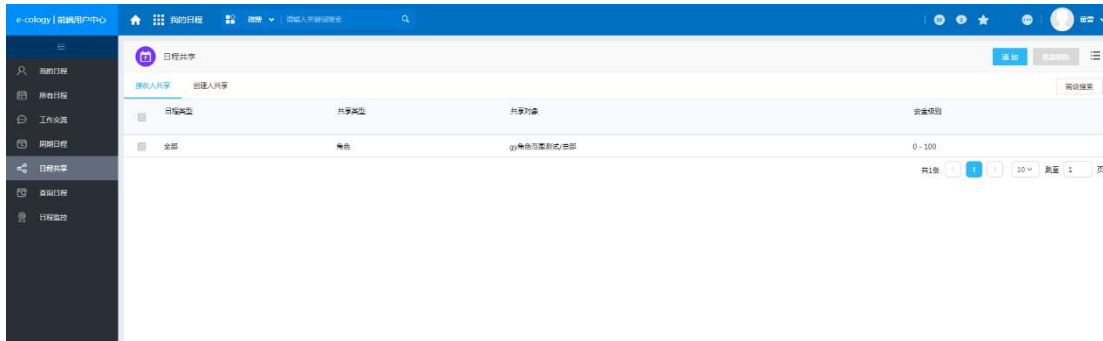 e-cology | 前端用户中心
我的日程
微搜
请输入关键词搜索
我的日程
所有日程
工作交流
周期日程
日程共享
查询日程
日程监控
日程共享
添加
批量删除
接收人共享 创建人共享
高级搜索
日程类型 共享类型 共享对象 安全级别
全部 角色 gy角色范围测试/总部 0 - 100
共1条 1 10 跳至 1 页